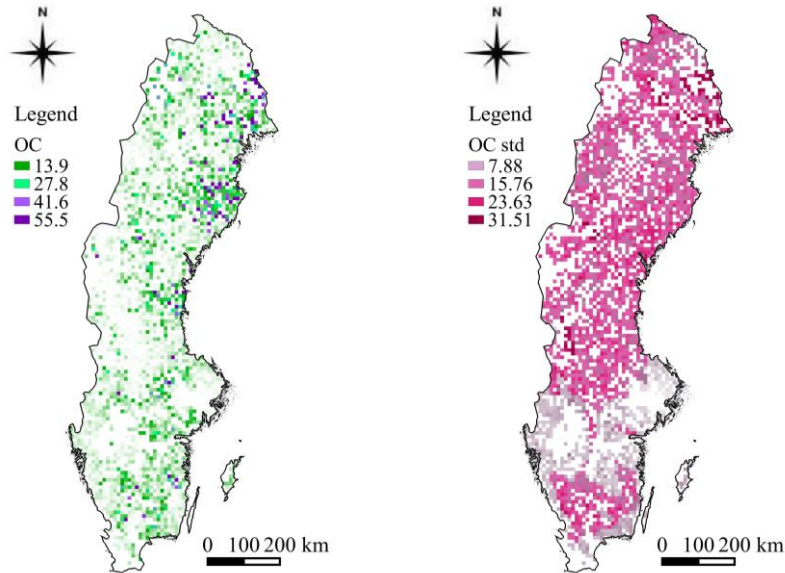 N
Legend
OC
13.9
27.8
41.6
55.5
0 100 200 km
N
Legend
OC std
7.88
15.76
23.63
31.51
0 100 200 km